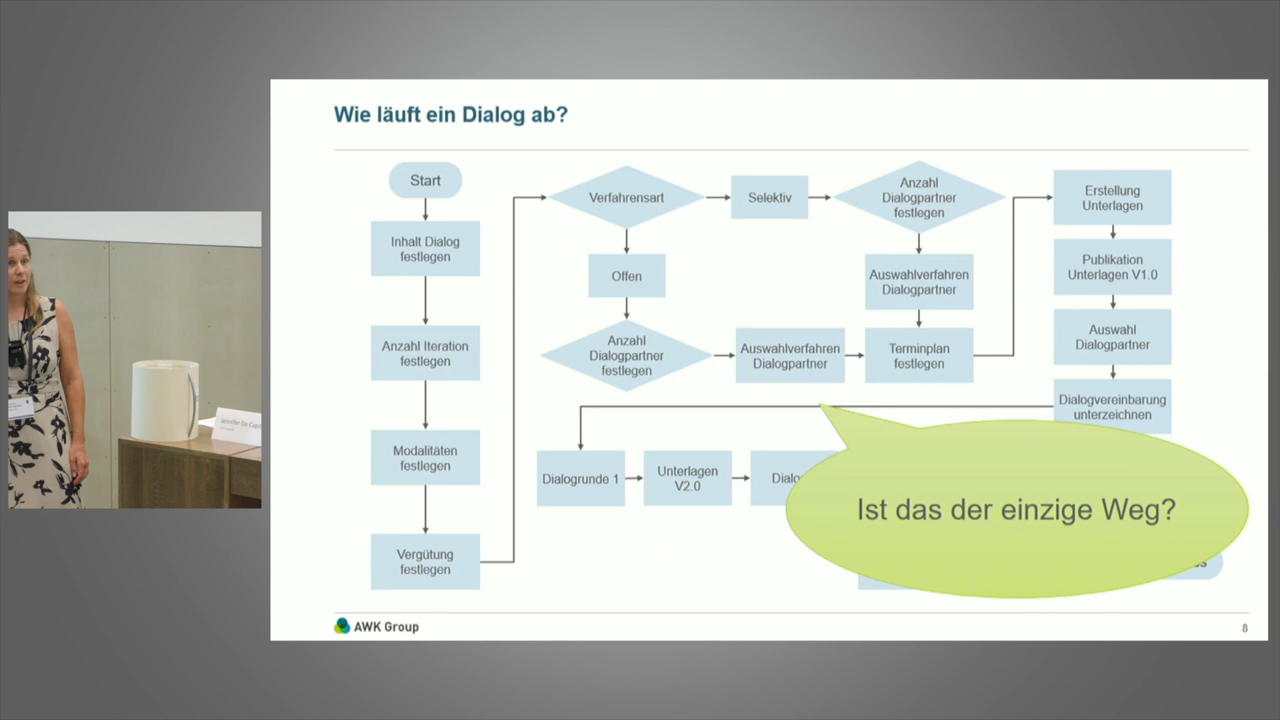 Wie läuft ein Dialog ab?
Start
Inhalt Dialog
festlegen
Anzahl Iteration
festlegen
Modalitäten
festlegen
Vergütung
festlegen
Verfahrensart
Selektiv
Anzahl
Dialogpartner
festlegen
Offen
Auswahlverfahren
Dialogpartner
Anzahl
Dialogpartner
festlegen
Auswahlverfahren
Dialogpartner
Terminplan
festlegen
Erstellung
Unterlagen
Publikation
Unterlagen V1.0
Auswahl
Dialogpartner
Dialogvereinbarung
unterzeichnen
Dialogrunde 1
Unterlagen
V2.0
Ist das der einzige Weg?
AWK Group
8
Jennifer De